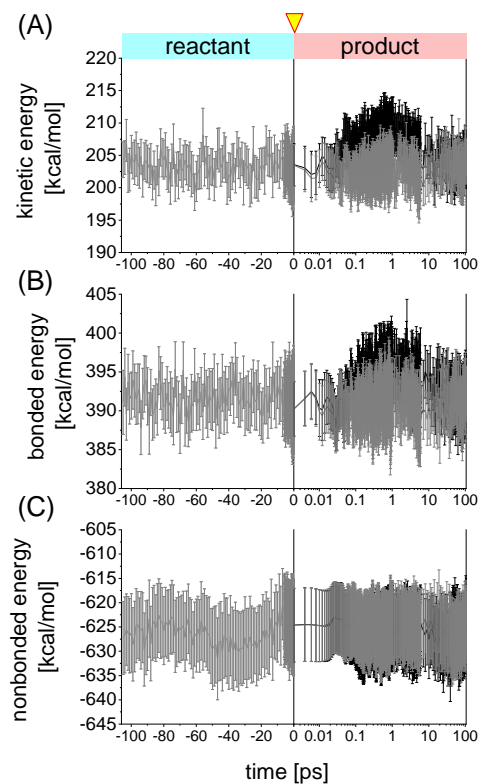 (A)
reactant product
220
215
210
205
200
195
190
kinetic energy
[kcal/mol]
-100 -80 -60 -40 -20 0 0.01 0.1 1 10 100
(B)
405
400
395
390
385
380
bonded energy
[kcal/mol]
-100 -80 -60 -40 -20 0 0.01 0.1 1 10 100
(C)
-605
-610
-615
-620
-625
-630
-635
-640
-645
nonbonded energy
[kcal/mol]
-100 -80 -60 -40 -20 0 0.01 0.1 1 10 100
time [ps]